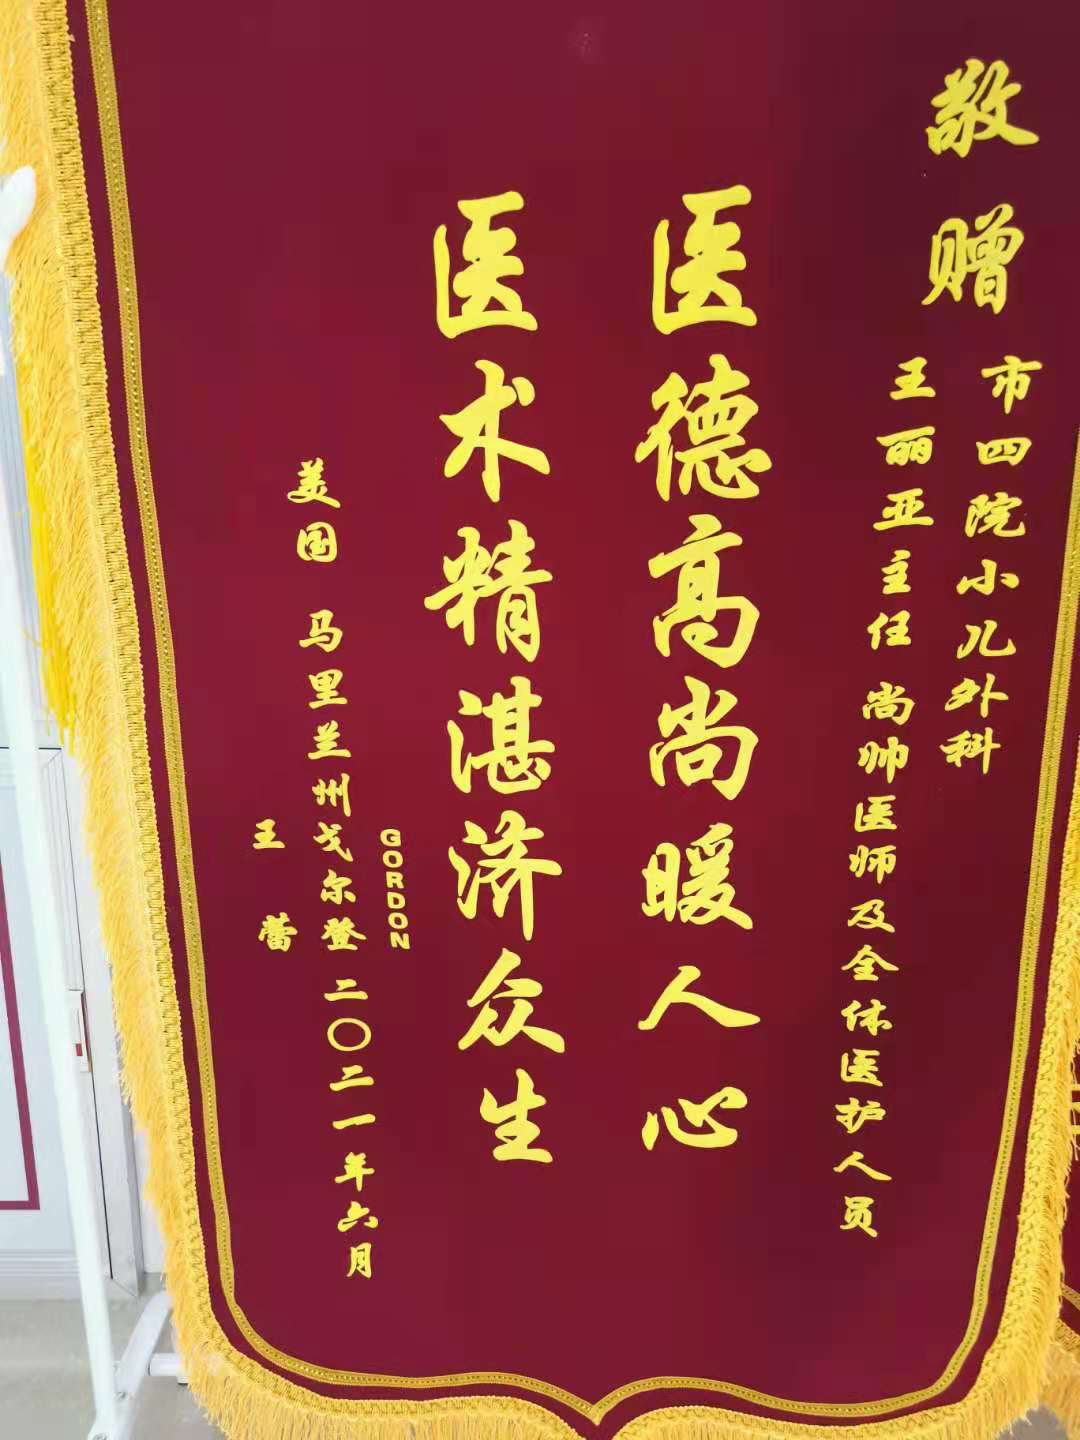 敬赠
市四院小儿外科
王丽亚主任 尚帅医师及全体医护人员
医德高尚暖人心
医术精湛济众生
GORDON
美国 马里兰州戈尔登 二〇二一年六月
王蕾